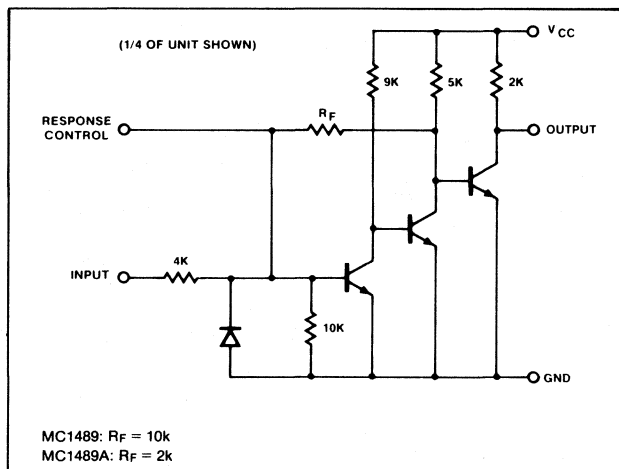 (1/4 OF UNIT SHOWN)
VCC
9K
5K
2K
RESPONSE
CONTROL
RF
OUTPUT
4K
INPUT
10K
GND
MC1489: RF = 10k
MC1489A: RF = 2k